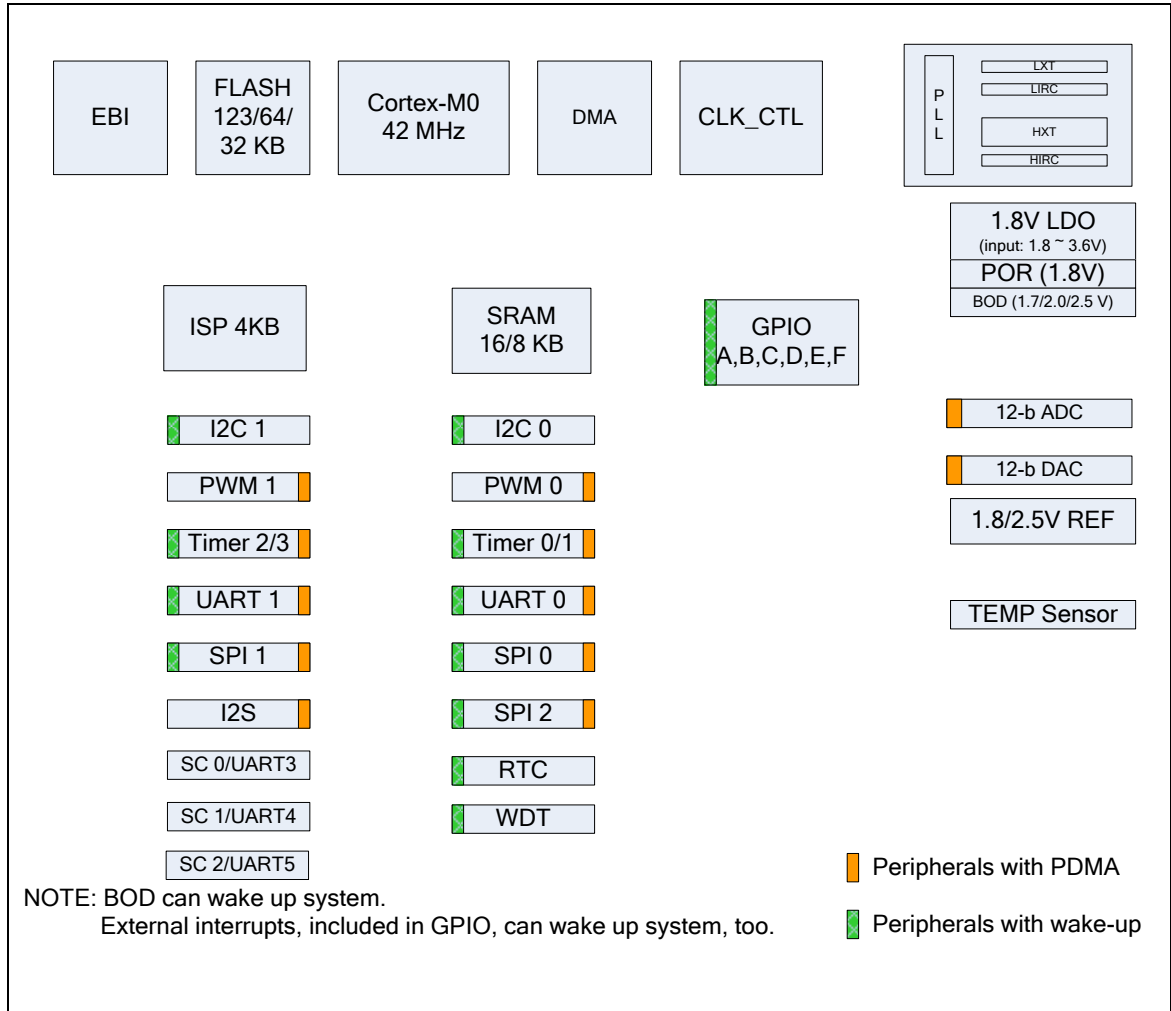 EBI
FLASH
123/64/
32 KB
Cortex-M0
42 MHz
DMA
CLK_CTL
P
L
L
LXT
LIRC
HXT
HIRC
1.8V LDO
(input: 1.8 ~ 3.6V)
POR (1.8V)
BOD (1.7/2.0/2.5 V)
ISP 4KB
SRAM
16/8 KB
GPIO
A,B,C,D,E,F
I2C 1
I2C 0
12-b ADC
PWM 1
PWM 0
12-b DAC
1.8/2.5V REF
Timer 2/3
Timer 0/1
UART 1
UART 0
TEMP Sensor
SPI 1
SPI 0
I2S
SPI 2
SC 0/UART3
RTC
SC 1/UART4
WDT
SC 2/UART5
Peripherals with PDMA
NOTE: BOD can wake up system.
External interrupts, included in GPIO, can wake up system, too.
Peripherals with wake-up